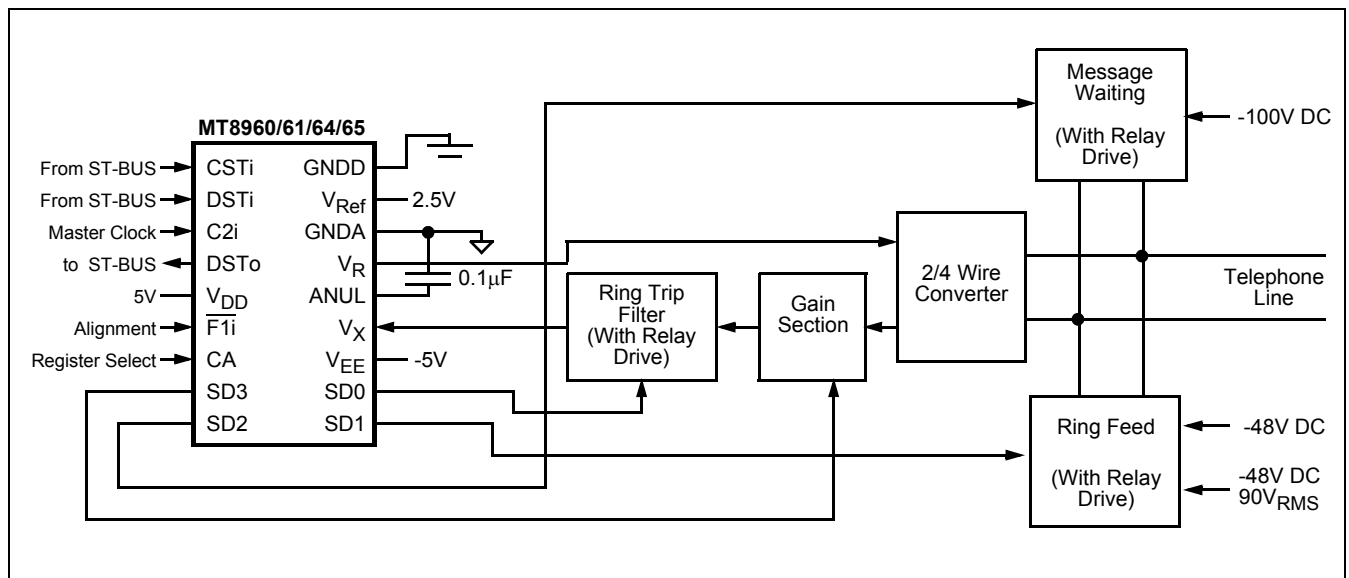 MT8960/61/64/65
From ST-BUS
From ST-BUS
Master Clock
to ST-BUS
5V
Alignment
Register Select
CSTi
DSTi
C2i
DSTo
VDD
F1i
CA
SD3
SD2
GNDD
VRef
GNDA
VR
ANUL
VX
VEE
SD0
SD1
2.5V
0.1μF
-5V
Ring Trip
Filter
(With Relay
Drive)
Gain
Section
2/4 Wire
Converter
Message
Waiting
(With Relay
Drive)
-100V DC
Telephone
Line
Ring Feed
(With Relay
Drive)
-48V DC
-48V DC
90VRMS